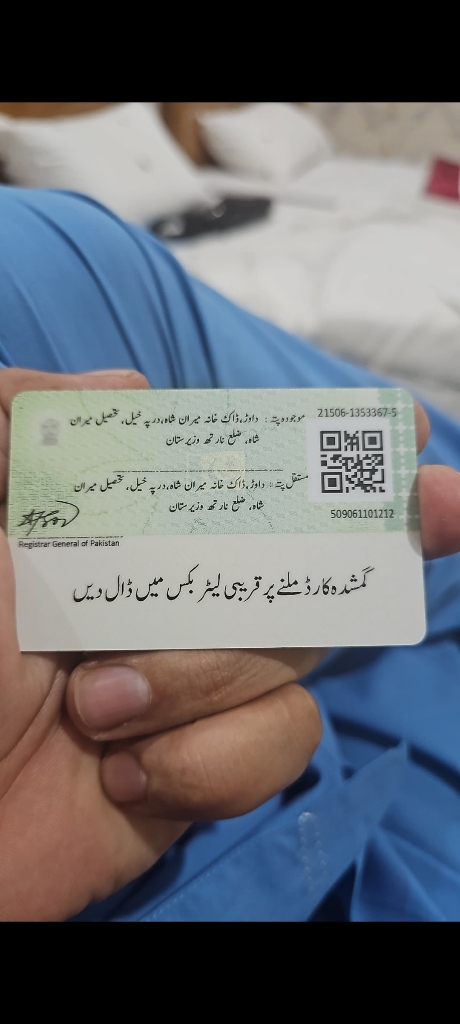 21506-1353367-5
موجودہ پتہ : داوڑ، ڈاک خانہ میران شاہ، درپہ خیل، تحصیل میران
شاہ، ضلع نارتھ وزیرستان
مستقل پتہ : داوڑ، ڈاک خانہ میران شاہ، درپہ خیل، تحصیل میران
شاہ، ضلع نارتھ وزیرستان
509061101212
Registrar General of Pakistan
گمشدہ کارڈ ملنے پر قریبی لیٹر بکس میں ڈال دیں